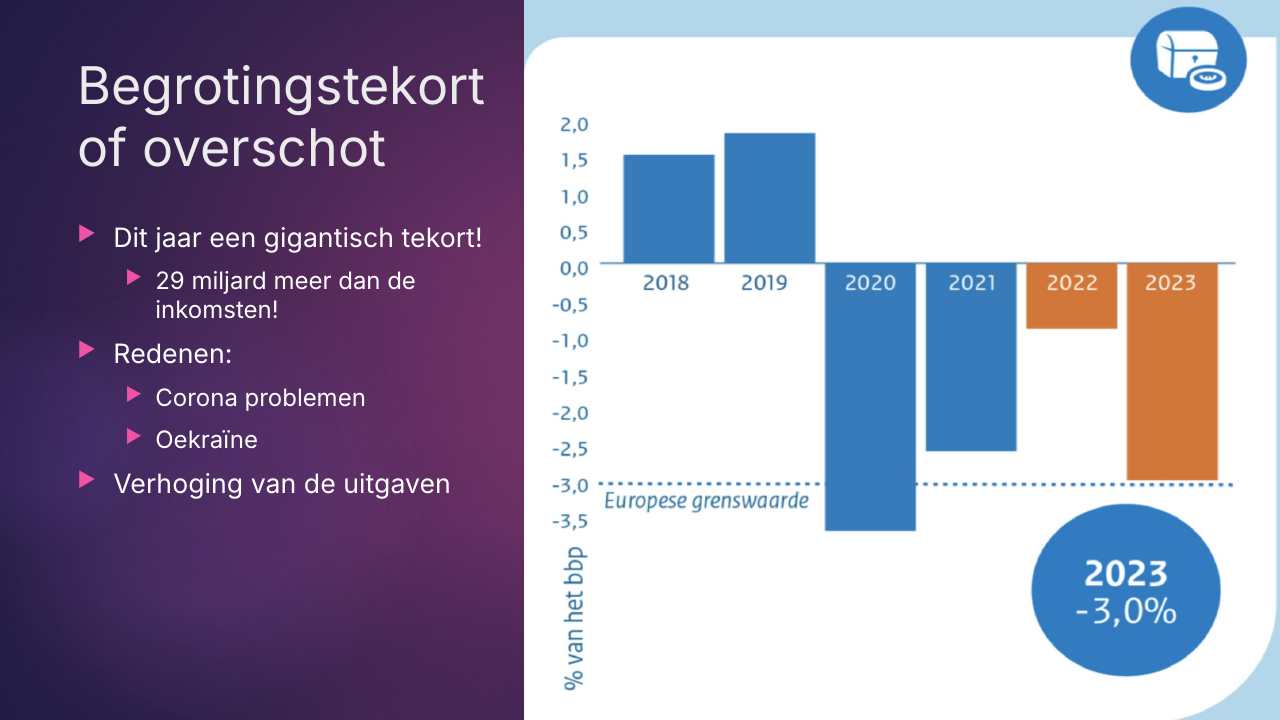 Begrotingstekort
of overschot
Dit jaar een gigantisch tekort!
29 miljard meer dan de
inkomsten!
Redenen:
Corona problemen
Oekraïne
Verhoging van de uitgaven
2,0
1,5
1,0
0,5
0,0
-0,5
-1,0
-1,5
-2,0
-2,5
-3,0
-3,5
% van het bbp
2018 2019 2020 2021 2022 2023
Europese grenswaarde
2023
-3,0%